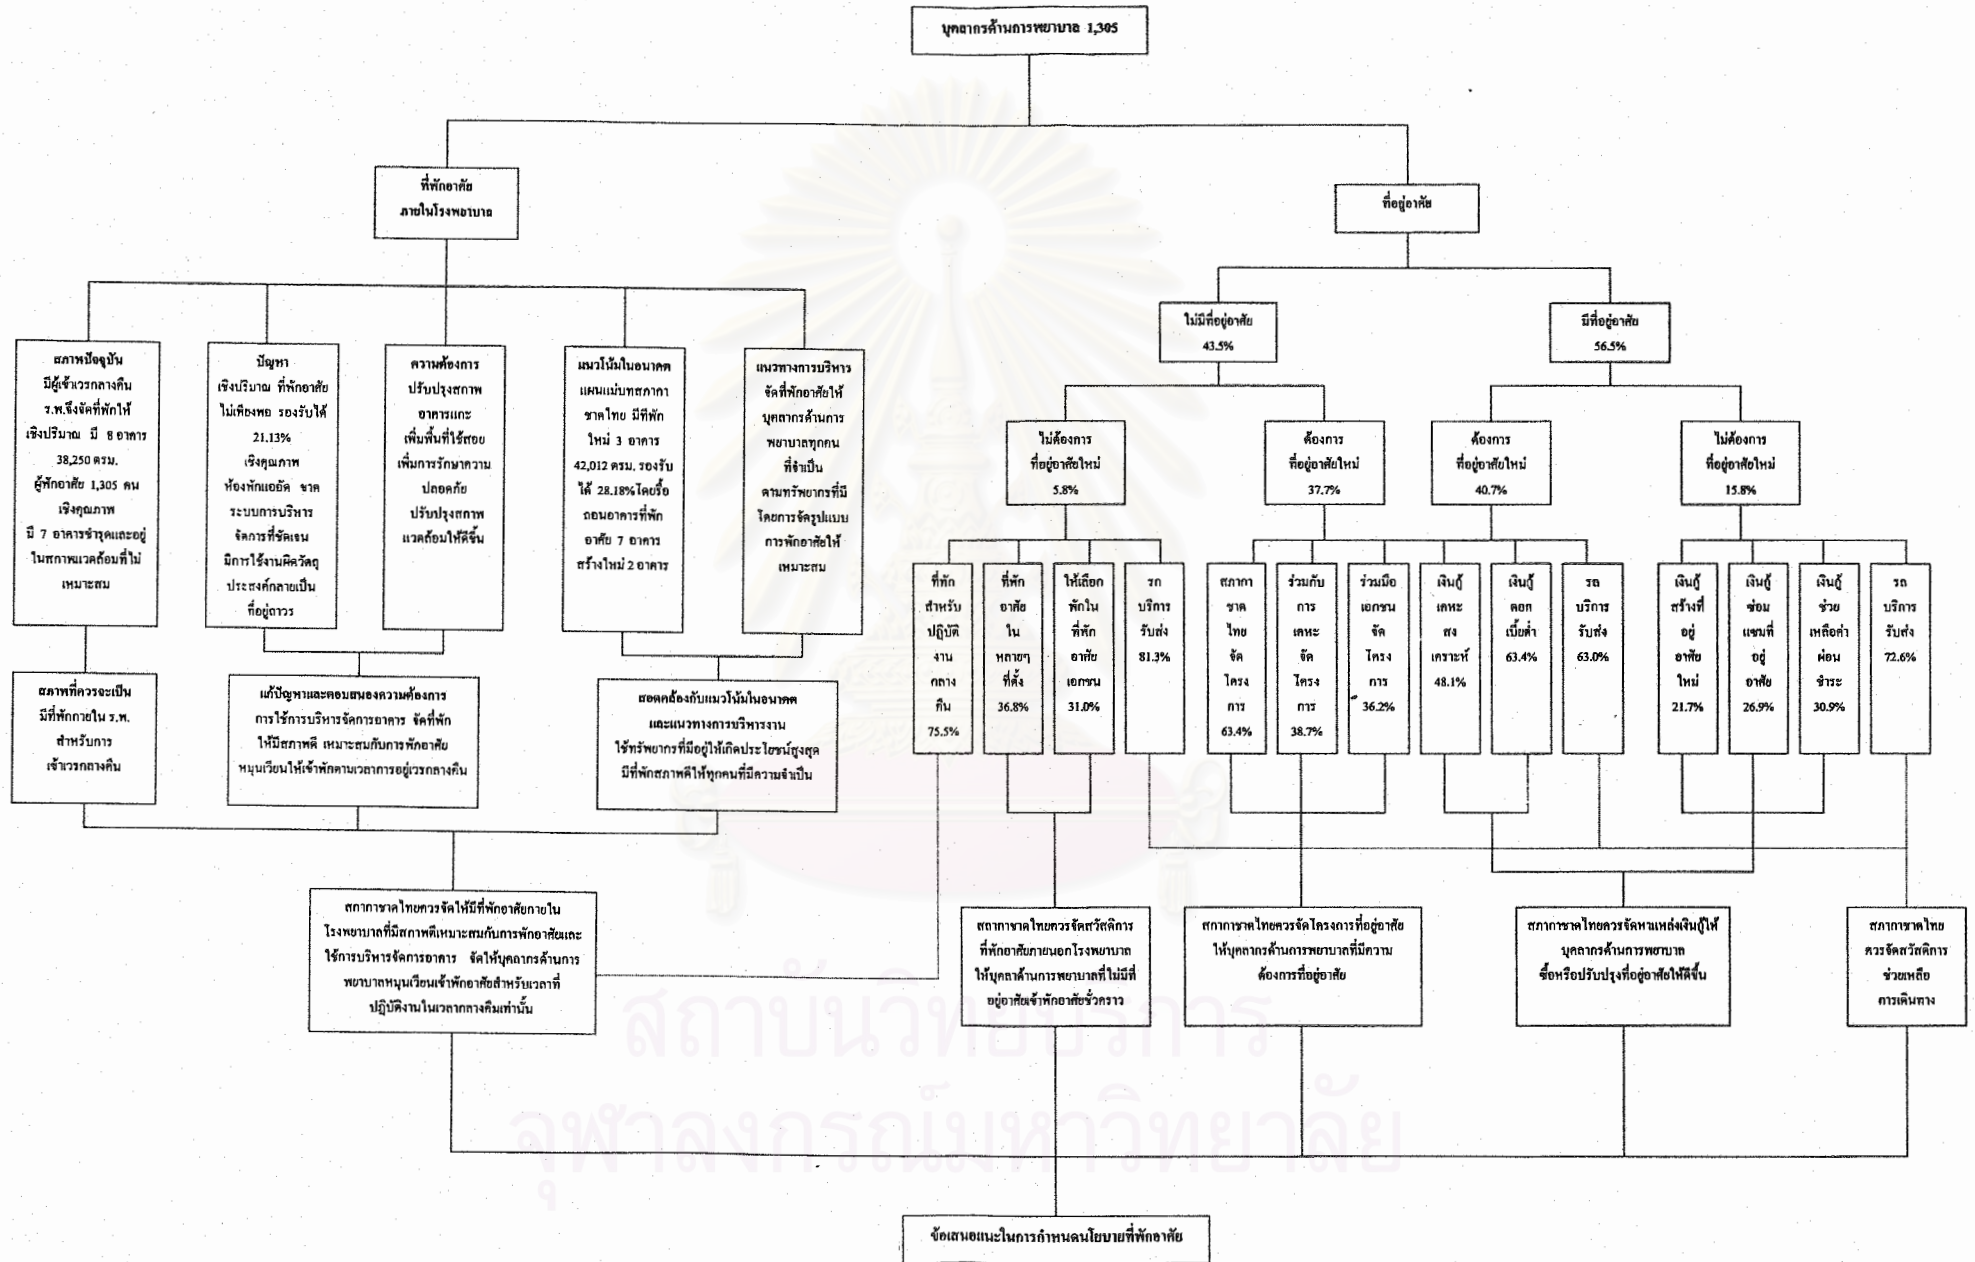 บุคลากรด้านการพยาบาล 1,305
ที่พักอาศัย
ภายในโรงพยาบาล
ที่อยู่อาศัย
ไม่มีที่อยู่อาศัย
43.5%
มีที่อยู่อาศัย
56.5%
สภาพปัจจุบัน
มีผู้เข้าเวรกลางคืน
ร.พ.จึงจัดที่พักให้
เชิงปริมาณ มี 8 อาคาร
38,250 ตรม.
ผู้พักอาศัย 1,305 คน
เชิงคุณภาพ
มี 7 อาคารชำรุดและอยู่
ในสภาพแวดล้อมที่ไม่
เหมาะสม
ปัญหา
เชิงปริมาณ ที่พักอาศัย
ไม่เพียงพอ รองรับได้
21.13%
เชิงคุณภาพ
ห้องพักแออัด ขาด
ระบบการบริหาร
จัดการที่ชัดเจน
มีการใช้งานผิดวัตถุ
ประสงค์กลายเป็น
ที่อยู่ถาวร
ความต้องการ
ปรับปรุงสภาพ
อาคารและ
เพิ่มพื้นที่ใช้สอย
เพิ่มการรักษาความ
ปลอดภัย
ปรับปรุงสภาพ
แวดล้อมให้ดีขึ้น
แนวโน้มในอนาคต
แผนแม่บทสภากา
ชาดไทย มีที่พัก
ใหม่ 3 อาคาร
42,012 ตรม. รองรับ
ได้ 28.18%โดยรื้อ
ถอนอาคารที่พัก
อาศัย 7 อาคาร
สร้างใหม่ 2 อาคาร
แนวทางการบริหาร
จัดที่พักอาศัยให้
บุคลากรด้านการ
พยาบาลทุกคน
ที่จำเป็น
ตามทรัพยากรที่มี
โดยการจัดรูปแบบ
การพักอาศัยให้
เหมาะสม
ไม่ต้องการ
ที่อยู่อาศัยใหม่
5.8%
ต้องการ
ที่อยู่อาศัยใหม่
37.7%
ต้องการ
ที่อยู่อาศัยใหม่
40.7%
ไม่ต้องการ
ที่อยู่อาศัยใหม่
15.8%
ที่พัก
สำหรับ
ปฏิบัติ
งาน
กลาง
คืน
75.5%
ที่พัก
อาศัย
ใน
หลายๆ
ที่ตั้ง
36.8%
ให้เลือก
พักใน
ที่พัก
อาศัย
เอกชน
31.0%
รถ
บริการ
รับส่ง
81.3%
สภากา
ชาด
ไทย
จัด
โครง
การ
63.4%
ร่วมกับ
การ
เคหะ
จัด
โครง
การ
38.7%
ร่วมมือ
เอกชน
จัด
โครง
การ
36.2%
เงินกู้
เคหะ
สง
เคราะห์
48.1%
เงินกู้
ดอก
เบี้ยต่ำ
63.4%
รถ
บริการ
รับส่ง
63.0%
เงินกู้
สร้างที่
อยู่
อาศัย
ใหม่
21.7%
เงินกู้
ซ่อม
แซมที่
อยู่
อาศัย
26.9%
เงินกู้
ช่วย
เหลือค่า
ผ่อน
ชำระ
30.9%
รถ
บริการ
รับส่ง
72.6%
สภาพที่ควรจะเป็น
มีที่พักภายใน ร.พ.
สำหรับการ
เข้าเวรกลางคืน
แก้ปัญหาและตอบสนองความต้องการ
การใช้การบริหารจัดการอาคาร จัดที่พัก
ให้มีสภาพดี เหมาะสมกับการพักอาศัย
หมุนเวียนให้เข้าพักตามเวลาการอยู่เวรกลางคืน
สอดคล้องกับแนวโน้มในอนาคต
และแนวทางการบริหารงาน
ใช้ทรัพยากรที่มีอยู่ให้เกิดประโยชน์สูงสุด
มีที่พักสภาพดีให้ทุกคนที่มีความจำเป็น
สภากาชาดไทยควรจัดให้มีที่พักอาศัยภายใน
โรงพยาบาลที่มีสภาพดีเหมาะสมกับการพักอาศัยและ
ใช้การบริหารจัดการอาคาร จัดให้บุคลากรด้านการ
พยาบาลหมุนเวียนเข้าพักอาศัยสำหรับเวลาที่
ปฏิบัติงานในเวลากลางคืนเท่านั้น
สภากาชาดไทยควรจัดสวัสดิการ
ที่พักอาศัยภายนอกโรงพยาบาล
ให้บุคลาด้านการพยาบาลที่ไม่มีที่
อยู่อาศัยเข้าพักอาศัยชั่วคราว
สภากาชาดไทยควรจัดโครงการที่อยู่อาศัย
ให้บุคลากรด้านการพยาบาลที่มีความ
ต้องการที่อยู่อาศัย
สภากาชาดไทยควรจัดหาแหล่งเงินกู้ให้
บุคลากรด้านการพยาบาล
ซื้อหรือปรับปรุงที่อยู่อาศัยให้ดีขึ้น
สภากาชาดไทย
ควรจัดสวัสดิการ
ช่วยเหลือ
การเดินทาง
สถาบันวิทยบริการ
จุฬาลงกรณ์มหาวิทยาลัย
ข้อเสนอแนะในการกำหนดนโยบายที่พักอาศัย